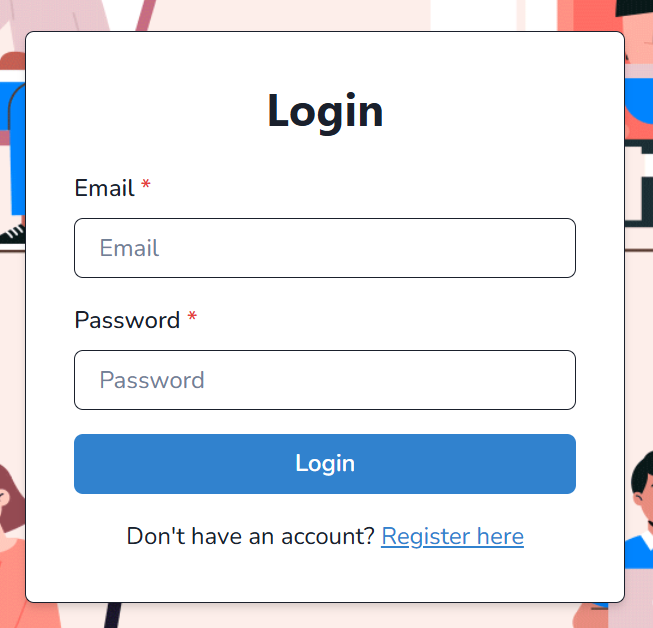 Login
Email *
Email
Password *
Password
Login
Don't have an account? Register here